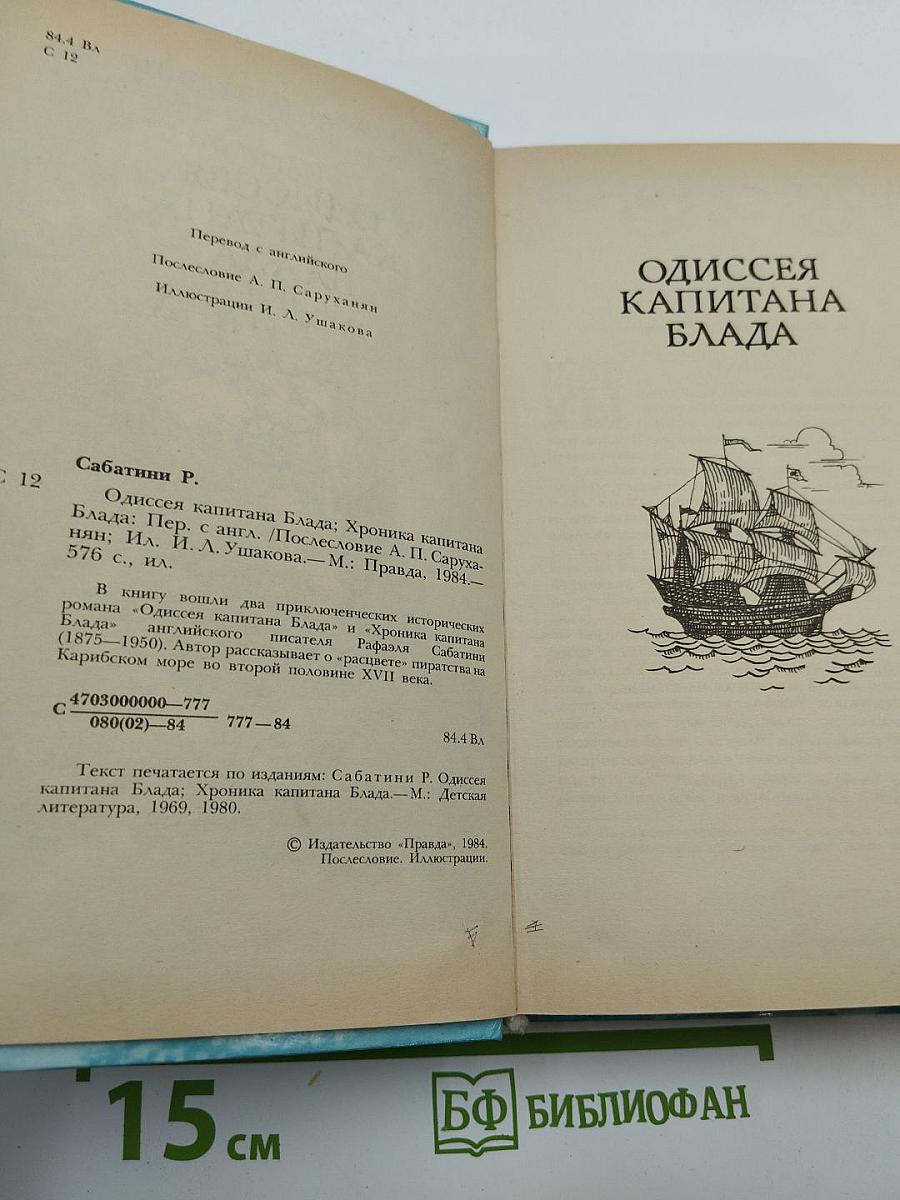 84.4 Вл
С 12
Перевод с английского
Послесловие А. П. Саруханян
Иллюстрации И. Л. Ушакова
Сабатини Р.
С 12
Одиссея капитана Блада; Хроника капитана
Блада: Пер. с англ. /Послесловие А. П. Саруха-
нян; Ил. И. Л. Ушакова.— М.: Правда, 1984.—
576 с., ил.
В книгу вошли два приключенческих исторических
романа «Одиссея капитана Блада» и «Хроника капитана
Блада» английского писателя Рафаэля Сабатини
(1875—1950). Автор рассказывает о «расцвете» пиратства на
Карибском море во второй половине XVII века.
С 4703000000—777
080(02)—84 777—84
84.4 Вл
Текст печатается по изданиям: Сабатини Р. Одиссея
капитана Блада; Хроника капитана Блада.— М.: Детская
литература, 1969, 1980.
© Издательство «Правда», 1984.
Послесловие. Иллюстрации.
ОДИССЕЯ
КАПИТАНА
БЛАДА
15 см
БФ БИБЛИОФАН